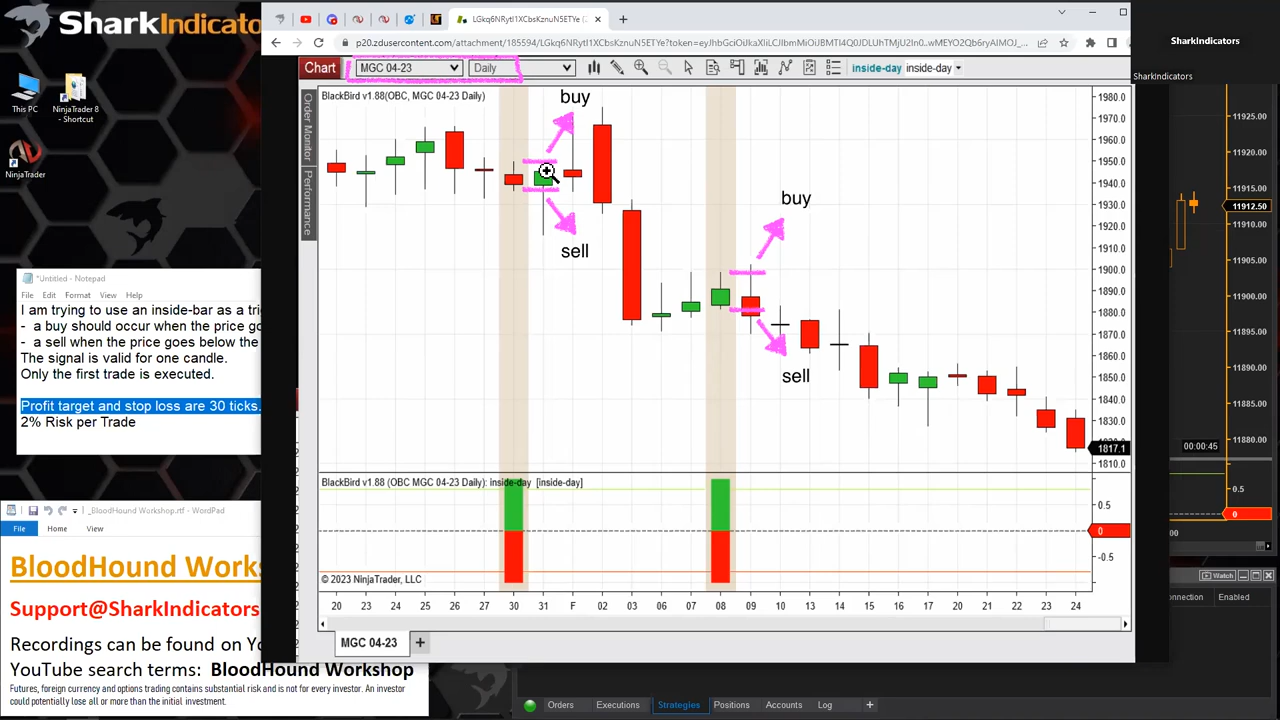 SharkIndicators
LGkq6NRytI1XCbsKznuN5ETYe (
SharkIndicators
This PC
NinjaTrader 8
- Shortcut
NinjaTrader
Chart
MGC 04-23
Daily
inside-day
inside-day
SharkIndicators
Order Monitor
Performance
BlackBird v1.88(OBC, MGC 04-23 Daily)
buy
sell
buy
sell
1980.0
1970.0
1960.0
1950.0
1940.0
1930.0
1920.0
1910.0
1900.0
1890.0
1880.0
1870.0
1860.0
1850.0
1840.0
1830.0
1817.1
1810.0
11925.00
11920.00
11915.00
11912.50
11910.00
11905.00
11900.00
11895.00
11890.00
11885.00
11880.00
00:00:45
0.5
0
00
*Untitled - Notepad
File Edit Format View Help
I am trying to use an inside-bar as a
- a buy should occur when the price
- a sell when the price goes below the
The signal is valid for one candle.
Only the first trade is executed.
Profit target and stop loss are 30 ticks.
2% Risk per Trade
BlackBird v1.88 (OBC MGC 04-23 Daily): inside-day [inside-day]
0.5
0
-0.5
© 2023 NinjaTrader, LLC
20 23 24 25 26 27 30 31 F 02 03 06 07 08 09 10 13 14 15 16 17 20 21 22 23 24
MGC 04-23
_BloodHound Workshop.rtf - WordPad
File Home View
BloodHound
Support@SharkIndicators
Recordings can be found on
YouTube search terms: BloodHound Workshop
Futures, foreign currency and options trading contains substantial risk and is not for every investor. An investor
could potentially lose all or more than the initial investment.
Watch
Enabled
Orders Executions Strategies Positions Accounts Log